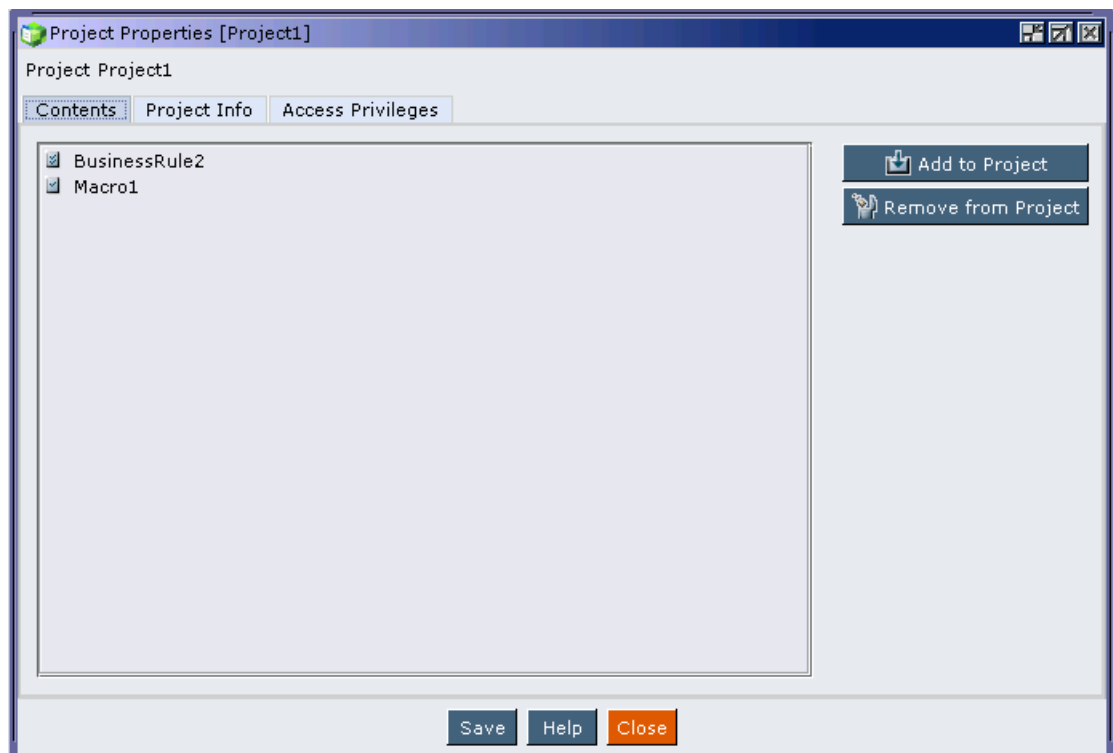 Project Properties [Project1]
Project Project1
Contents Project Info Access Privileges
BusinessRule2
Macro1
Add to Project
Remove from Project
Save Help Close